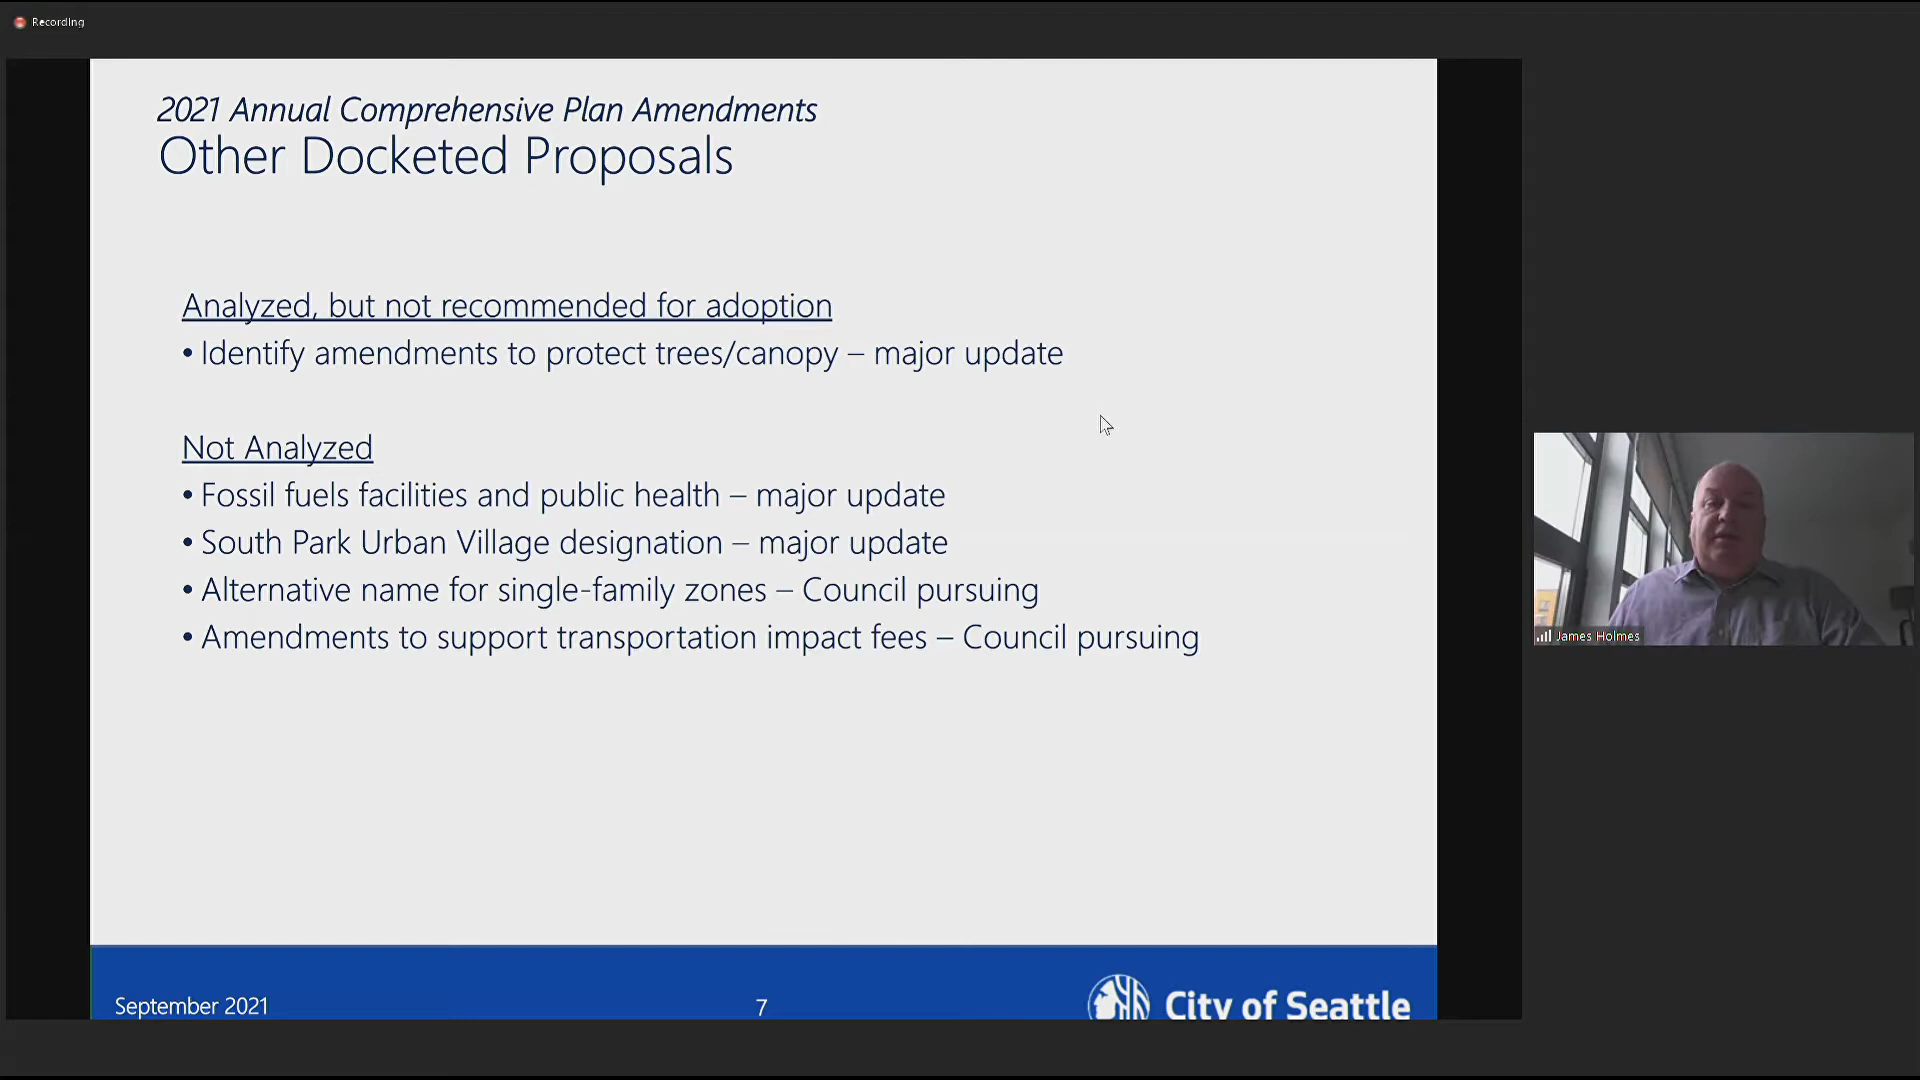 Recording
2021 Annual Comprehensive Plan Amendments
Other Docketed Proposals
Analyzed, but not recommended for adoption
• Identify amendments to protect trees/canopy – major update
Not Analyzed
• Fossil fuels facilities and public health – major update
• South Park Urban Village designation – major update
• Alternative name for single-family zones – Council pursuing
• Amendments to support transportation impact fees – Council pursuing
James Holmes
September 2021
7
City of Seattle